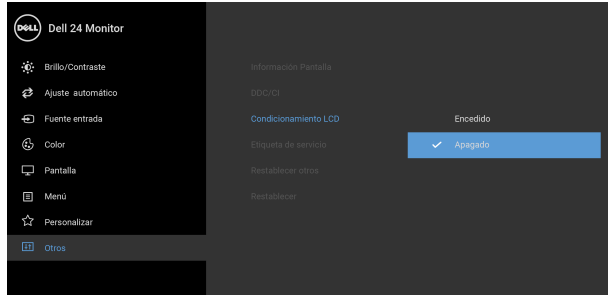 DELL Dell 24 Monitor
Brillo/Contraste
Información Pantalla
Ajuste automático
DDC/CI
Fuente entrada
Condicionamiento LCD
Encedido
Color
Etiqueta de servicio
Apagado
Pantalla
Restablecer otros
Menú
Restablecer
Personalizar
Otros